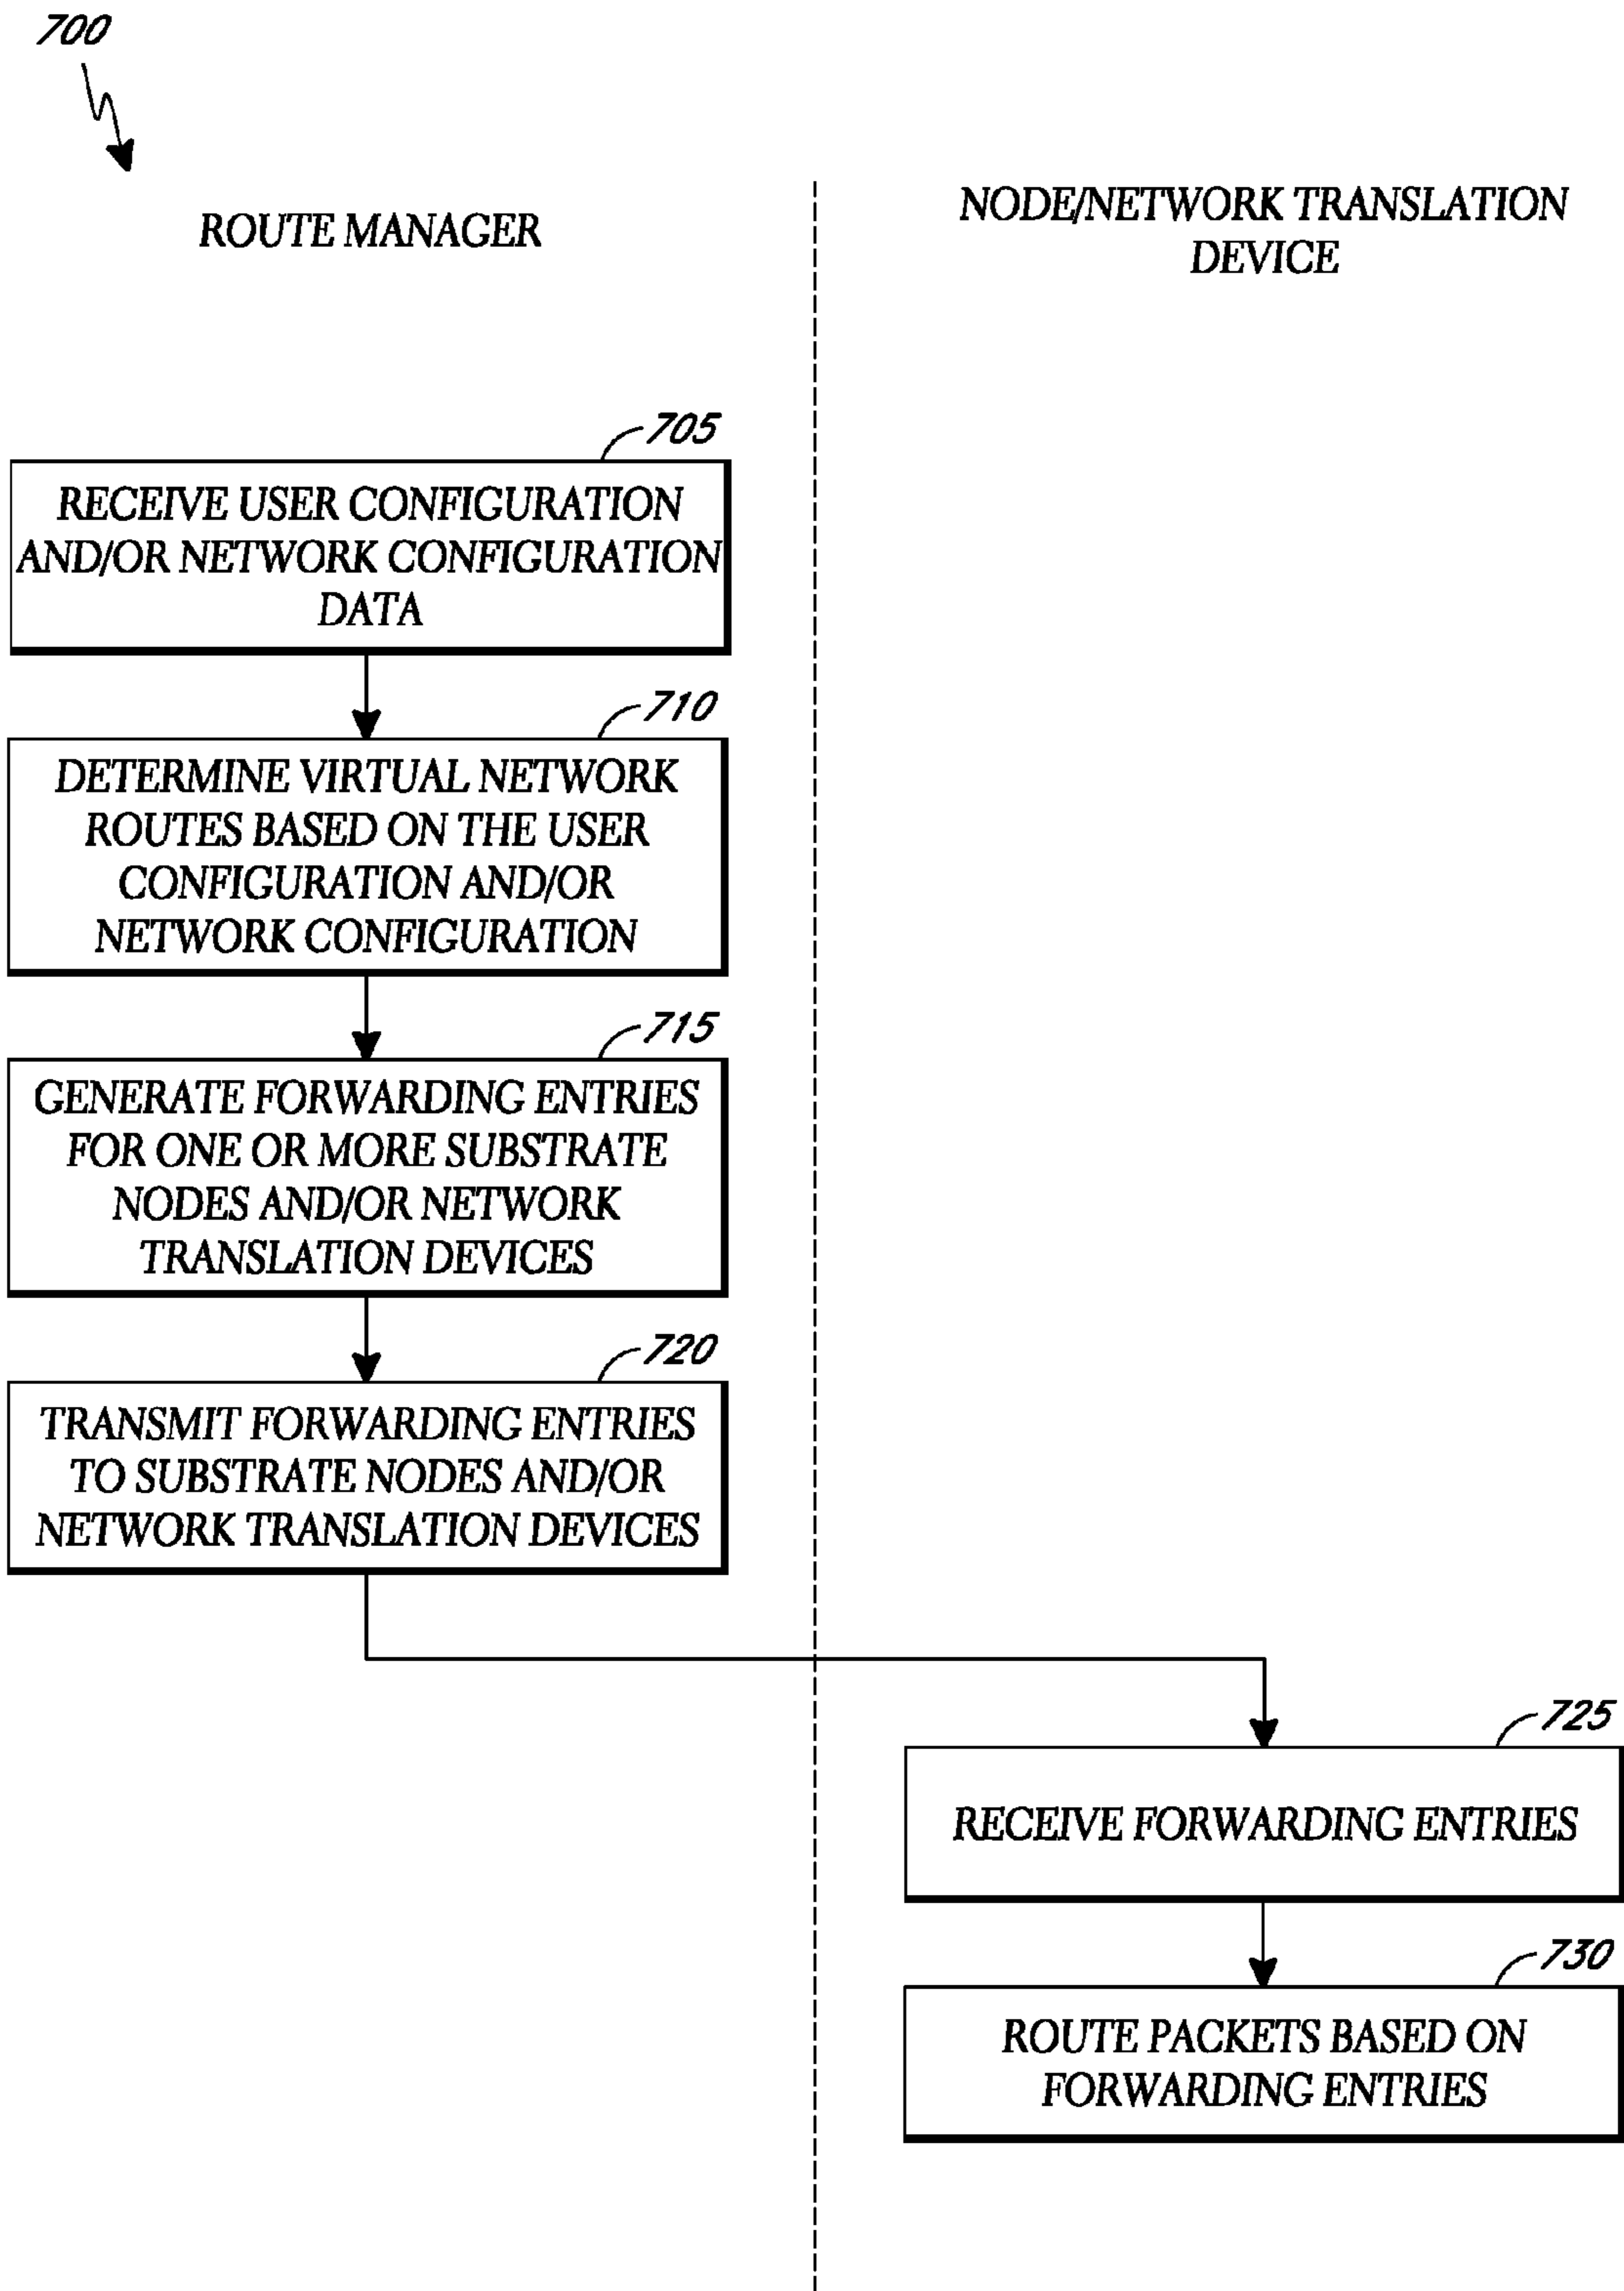 700
ROUTE MANAGER
NODE/NETWORK TRANSLATION
DEVICE
705
RECEIVE USER CONFIGURATION
AND/OR NETWORK CONFIGURATION
DATA
710
DETERMINE VIRTUAL NETWORK
ROUTES BASED ON THE USER
CONFIGURATION AND/OR
NETWORK CONFIGURATION
715
GENERATE FORWARDING ENTRIES
FOR ONE OR MORE SUBSTRATE
NODES AND/OR NETWORK
TRANSLATION DEVICES
720
TRANSMIT FORWARDING ENTRIES
TO SUBSTRATE NODES AND/OR
NETWORK TRANSLATION DEVICES
725
RECEIVE FORWARDING ENTRIES
730
ROUTE PACKETS BASED ON
FORWARDING ENTRIES